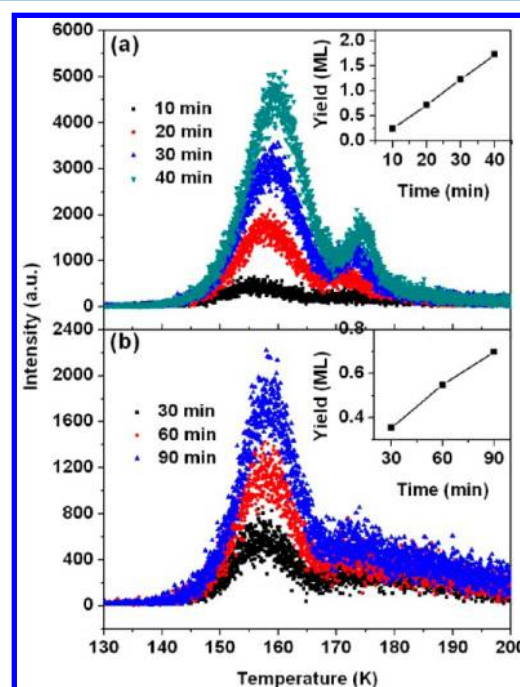 (a)
6000
5000
4000
3000
2000
1000
0
10 min
20 min
30 min
40 min
Yield (ML)
2.0
1.5
1.0
0.5
0.0
10 20 30 40
Time (min)
Intensity (a.u.)
(b)
2400
2000
1600
1200
800
400
0
30 min
60 min
90 min
Yield (ML)
0.8
0.6
0.4
30 60 90
Time (min)
130 140 150 160 170 180 190 200
Temperature (K)